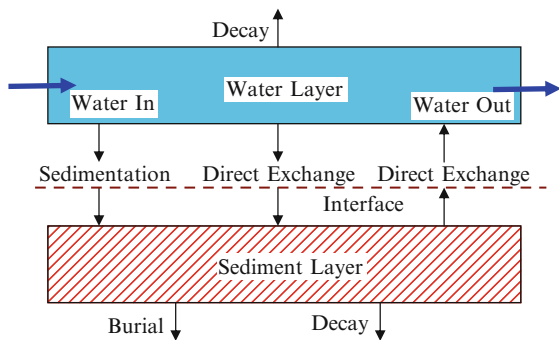 Decay
Water In
Water Layer
Water Out
Sedimentation
Direct Exchange
Direct Exchange
Interface
Sediment Layer
Burial
Decay